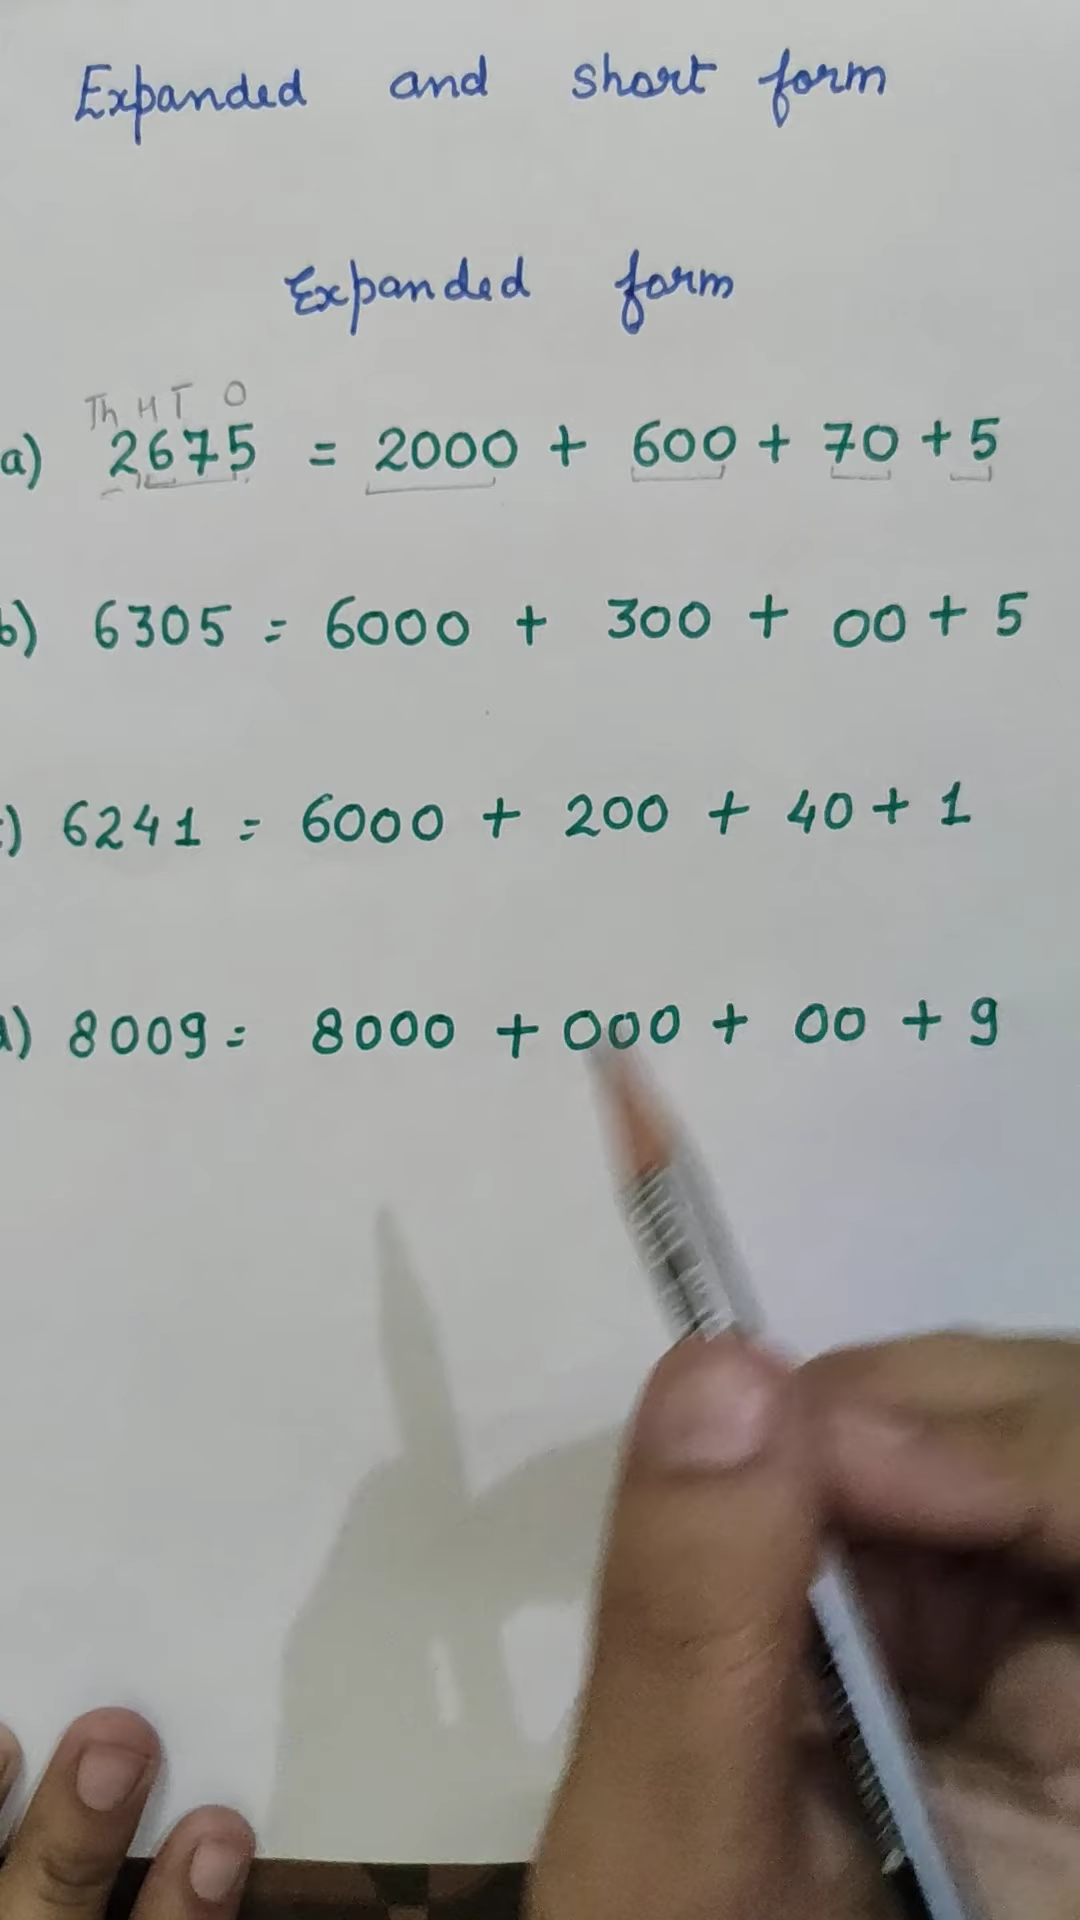 Expanded and short form
Expanded form
Th H T O
a) 2675 = 2000 + 600 + 70 + 5
b) 6305 = 6000 + 300 + 00 + 5
c) 6241 = 6000 + 200 + 40 + 1
d) 8009 = 8000 + 000 + 00 + 9